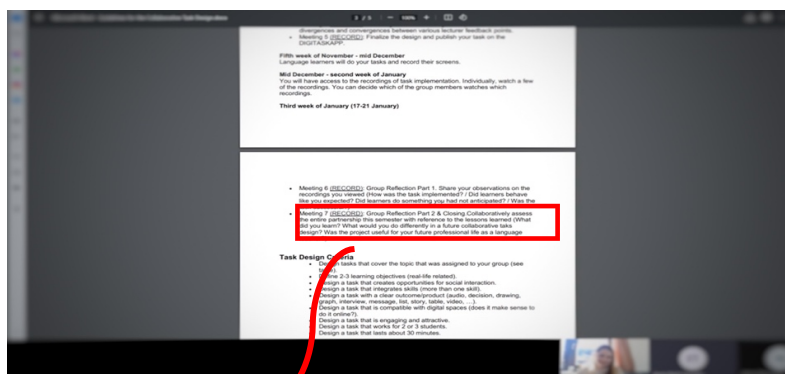 divergences and convergences between various lecturer feedback points.
• Meeting 5 (RECORD): Finalize the design and publish your task on the
DIGITASKAPP.
Fifth week of November - mid December
Language learners will do your tasks and record their screens.
Mid December - second week of January
You will have access to the recordings of task implementation. Individually, watch a few
of the recordings. You can decide which of the group members watches which
recordings.
Third week of January (17-21 January)
• Meeting 6 (RECORD): Group Reflection Part 1. Share your observations on the
recordings you viewed (How was the task implemented? / Did learners behave
like you expected? Did learners do something you had not anticipated? / Was the
• Meeting 7 (RECORD): Group Reflection Part 2 & Closing.Collaboratively assess
the entire partnership this semester with reference to the lessons learned (What
did you learn? What would you do differently in a future collaborative taks
design? Was the project useful for your future professional life as a language
Task Design Criteria
• Design tasks that cover the topic that was assigned to your group (see
• Define 2-3 learning objectives (real-life related).
• Design a task that creates opportunities for social interaction.
• Design a task that integrates skills (more than one skill).
• Design a task with a clear outcome/product (audio, decision, drawing,
graph, interview, message, list, story, table, video, ...).
• Design a task that is compatible with digital spaces (does it make sense to
do it online?).
• Design a task that is engaging and attractive.
• Design a task that works for 2 or 3 students.
Design a task that lasts about 30 minutes.